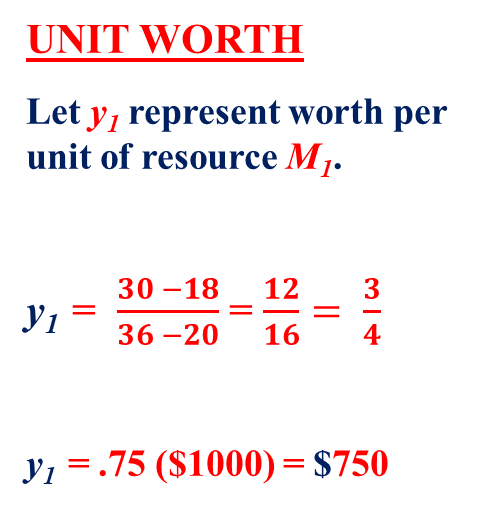 UNIT WORTH
Let y₁ represent worth per
unit of resource M₁.
y₁ = (30 – 18)/(36 – 20) = 12/16 = 3/4
y₁ = .75 ($1000) = $750